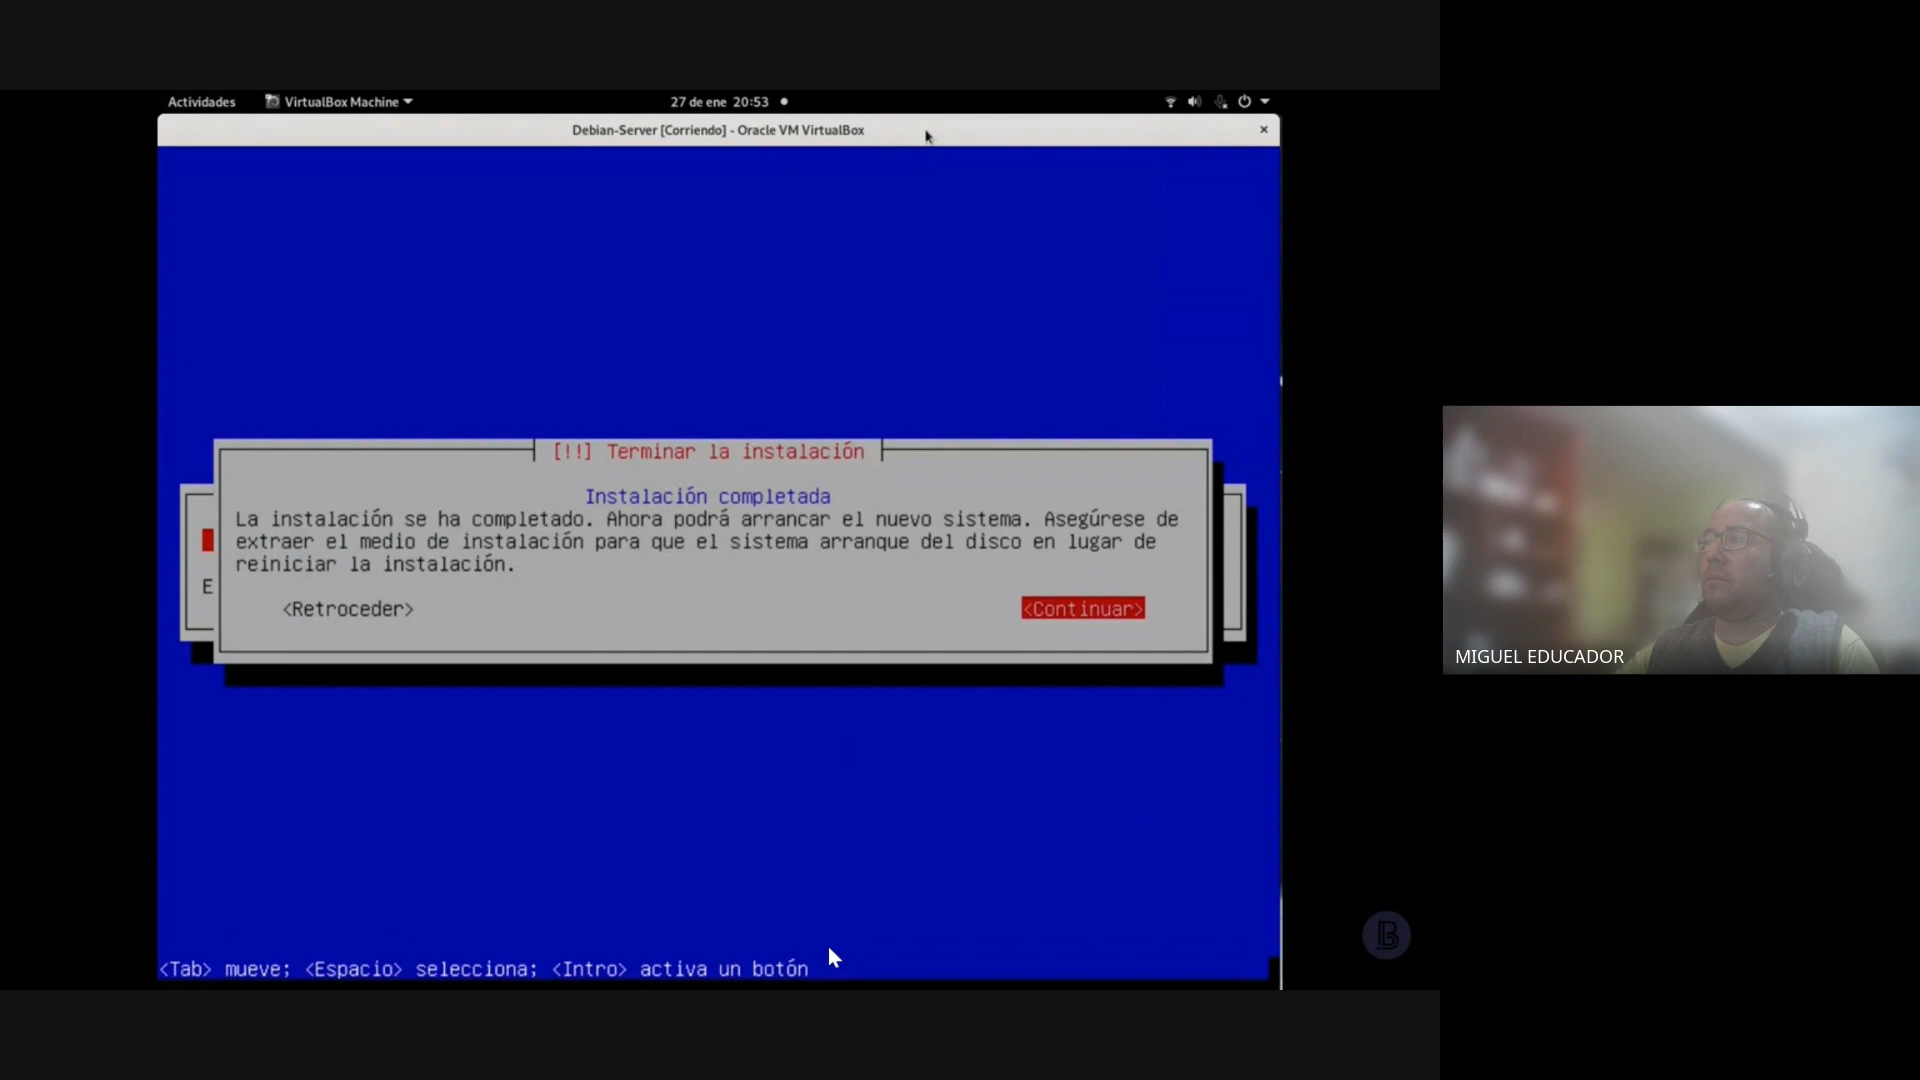 Actividades VirtualBox Machine 27 de ene 20:53
Debian-Server [Corriendo] - Oracle VM VirtualBox
[!!] Terminar la instalación
Instalación completada
La instalación se ha completado. Ahora podrá arrancar el nuevo sistema. Asegúrese de
extraer el medio de instalación para que el sistema arranque del disco en lugar de
reiniciar la instalación.
E
<Retroceder> <Continuar>
MIGUEL EDUCADOR
B
<Tab> mueve; <Espacio> selecciona; <Intro> activa un botón